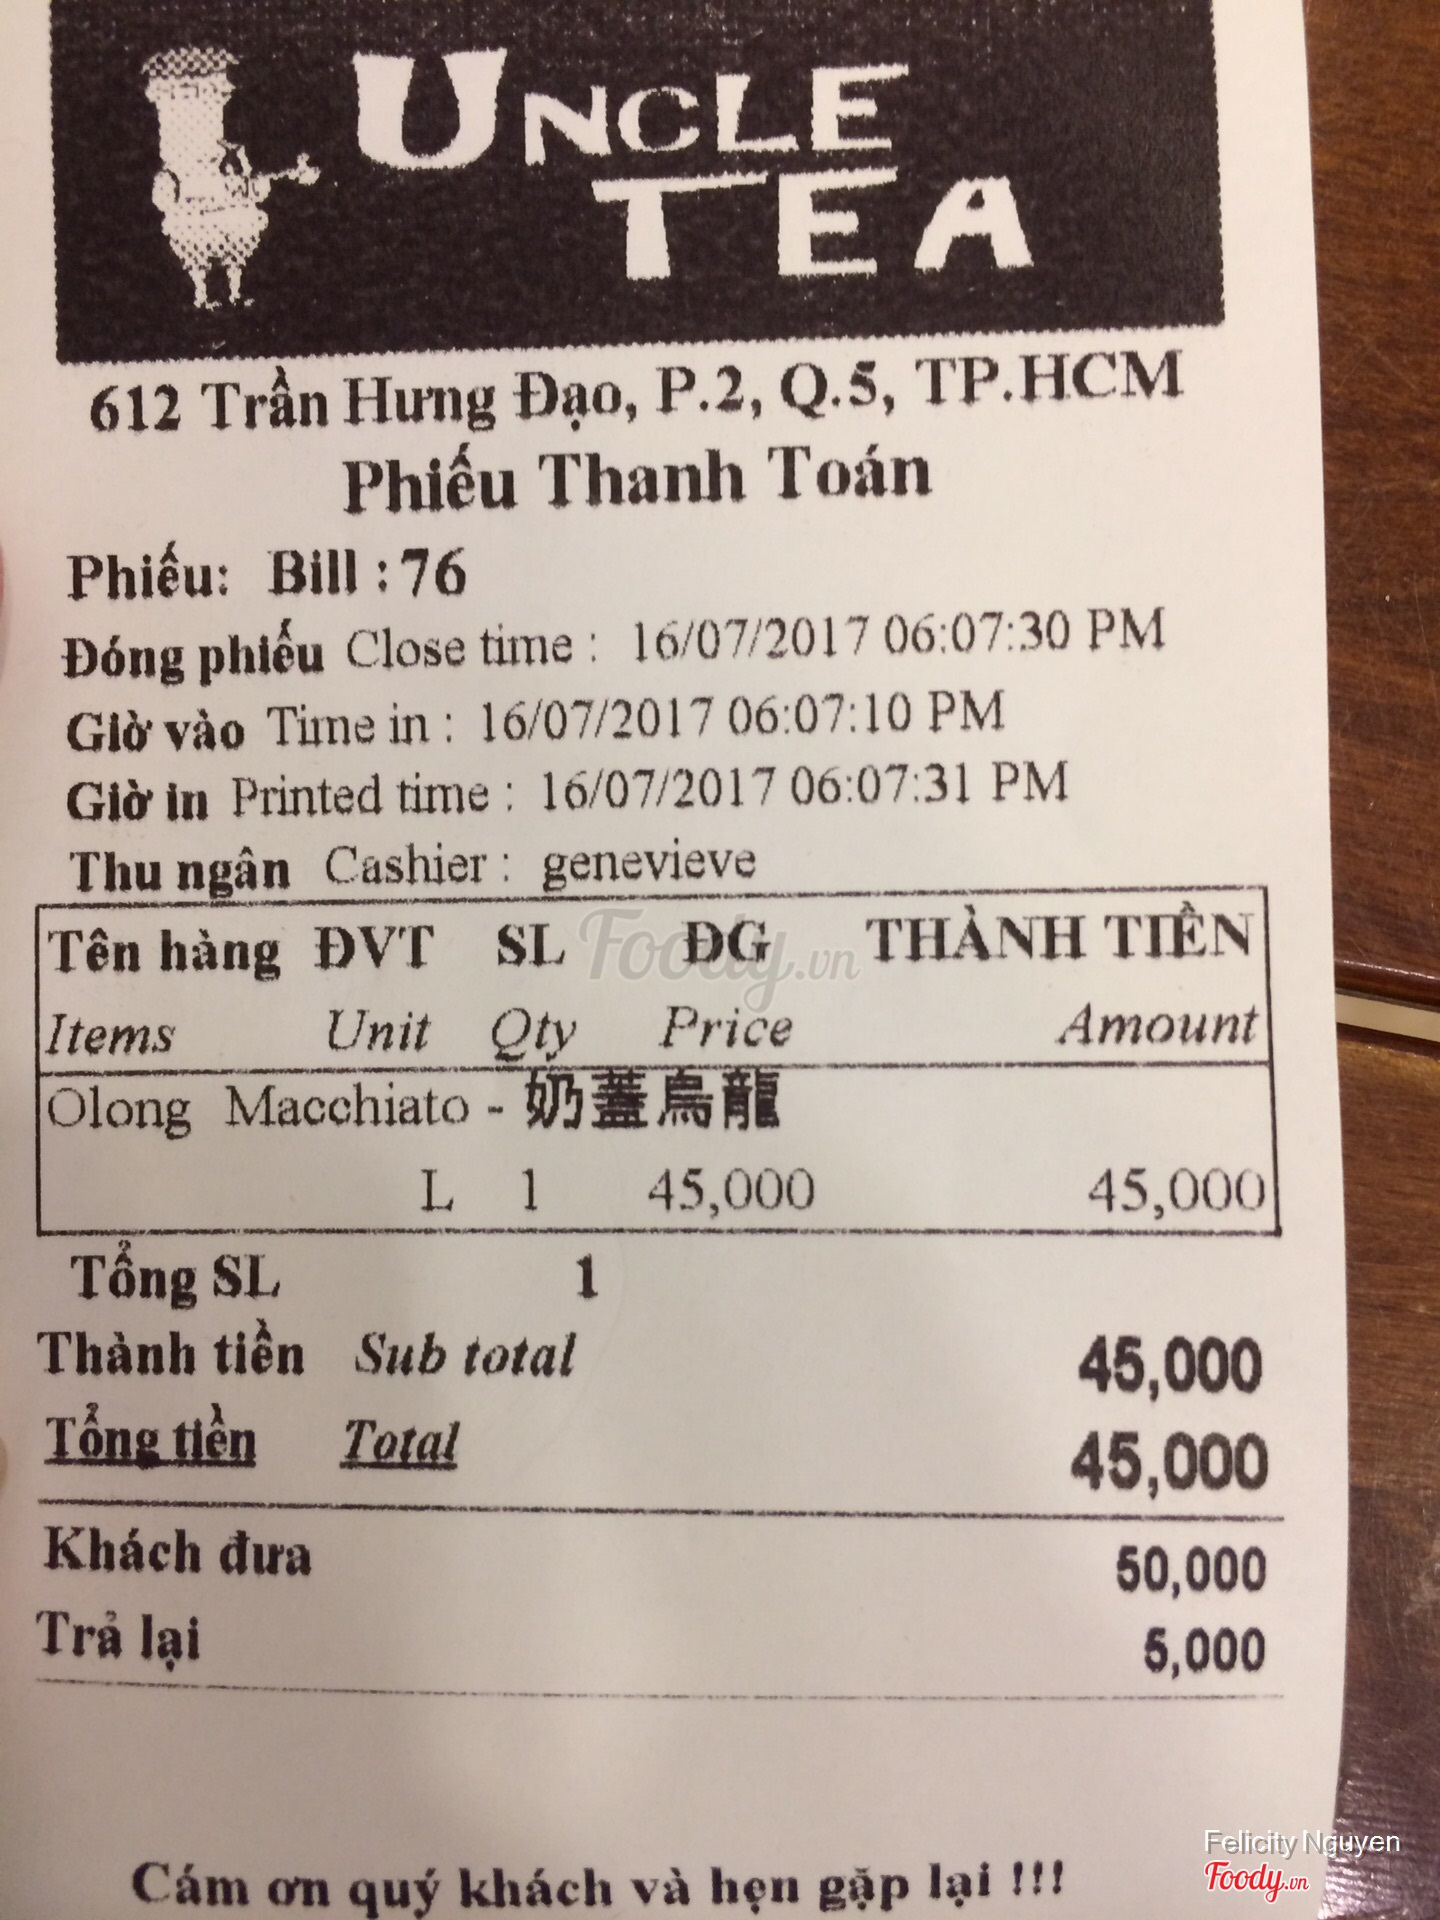 UNCLE
TEA
612 Trần Hưng Đạo, P.2, Q.5, TP.HCM
Phiếu Thanh Toán
Phiếu: Bill : 76
Đóng phiếu Close time : 16/07/2017 06:07:30 PM
Giờ vào Time in : 16/07/2017 06:07:10 PM
Giờ in Printed time : 16/07/2017 06:07:31 PM
Thu ngân Cashier : genevieve
Tên hàng ĐVT SL ĐG THÀNH TIỀN
Foody.vn
Items Unit Qty Price Amount
Olong Macchiato - 奶蓋烏龍
L 1 45,000 45,000
Tổng SL 1
Thành tiền Sub total 45,000
Tổng tiền Total 45,000
Khách đưa 50,000
Trả lại 5,000
Cám ơn quý khách và hẹn gặp lại !!!
Felicity Nguyen
Foody.vn